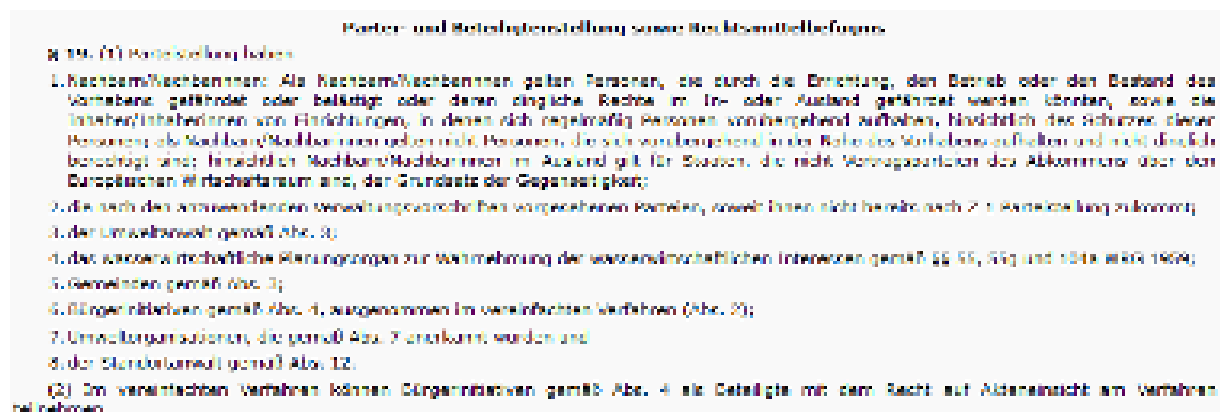 Partei- und Beteiligtenstellung sowie Rechtsmittelbefugnis
§ 19. (1) Parteistellung haben
1. Nachbarn/Nachbarinnen: Als Nachbarn/Nachbarinnen gelten Personen, die durch die Errichtung, den Betrieb oder den Bestand des
Vorhabens gefährdet oder belästigt oder deren dingliche Rechte im In- oder Ausland gefährdet werden könnten, sowie die
Inhaber/Inhaberinnen von Einrichtungen, in denen sich regelmäßig Personen vorübergehend aufhalten, hinsichtlich des Schutzes dieser
Personen; als Nachbarn/Nachbarinnen gelten nicht Personen, die sich vorübergehend in der Nähe des Vorhabens aufhalten und nicht dinglich
berechtigt sind; hinsichtlich Nachbarn/Nachbarinnen im Ausland gilt für Staaten, die nicht Vertragsparteien des Abkommens über den
Europäischen Wirtschaftsraum sind, der Grundsatz der Gegenseitigkeit;
2. die nach den anzuwendenden Verwaltungsvorschriften vorgesehenen Parteien, soweit ihnen nicht bereits nach Z 1 Parteistellung zukommt;
3. der Umweltanwalt gemäß Abs. 3;
4. das wasserwirtschaftliche Planungsorgan zur Wahrnehmung der wasserwirtschaftlichen Interessen gemäß §§ 55, 55g und 104a WRG 1959;
5. Gemeinden gemäß Abs. 3;
6. Bürgerinitiativen gemäß Abs. 4, ausgenommen im vereinfachten Verfahren (Abs. 2);
7. Umweltorganisationen, die gemäß Abs. 7 anerkannt wurden und
8. der Standortanwalt gemäß Abs. 12.
(2) Im vereinfachten Verfahren können Bürgerinitiativen gemäß Abs. 4 als Beteiligte mit dem Recht auf Akteneinsicht am Verfahren
teilnehmen.